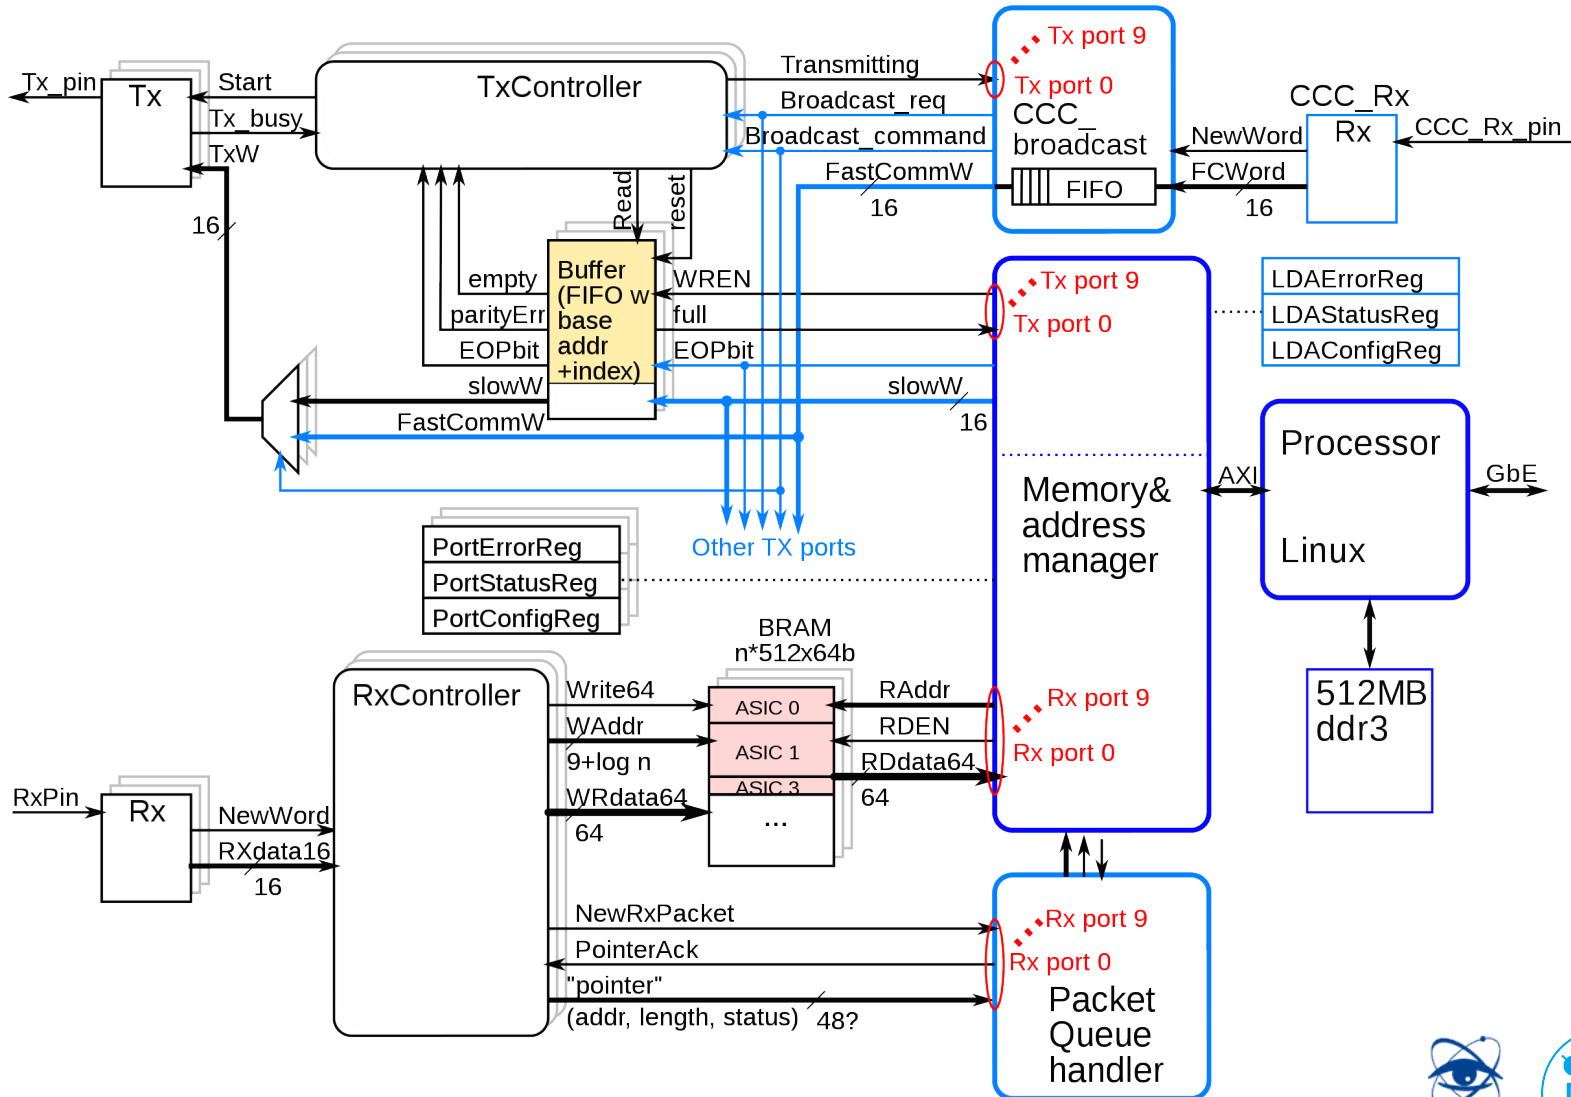 Tx_pin
Tx
Start
Tx_busy
TxW
16
TxController
Transmitting
Broadcast_req
Broadcast_command
FastCommW
16
Tx port 9
Tx port 0
CCC_
broadcast
FIFO
CCC_Rx
Rx
NewWord
FCWord
16
CCC_Rx_pin
Read
reset
empty
parityErr
EOPbit
slowW
FastCommW
Buffer
(FIFO w
base
addr
+index)
WREN
full
EOPbit
slowW
16
Tx port 9
Tx port 0
LDAErrorReg
LDAStatusReg
LDAConfigReg
Memory&
address
manager
AXI
Processor
Linux
GbE
512MB
ddr3
Other TX ports
PortErrorReg
PortStatusReg
PortConfigReg
BRAM
n*512x64b
RxController
Write64
WAddr
9+log n
WRdata64
64
ASIC 0
ASIC 1
ASIC 3
...
RAddr
RDEN
RDdata64
64
Rx port 9
Rx port 0
RxPin
Rx
NewWord
RXdata16
16
NewRxPacket
PointerAck
"pointer"
(addr, length, status)
48?
Rx port 9
Rx port 0
Packet
Queue
handler